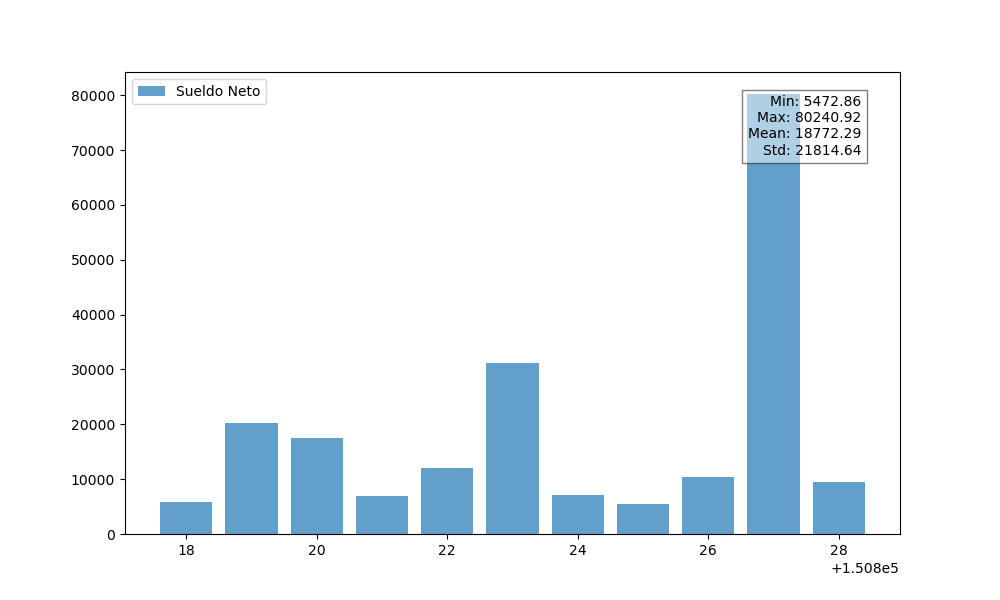 Sueldo Neto
Min: 5472.86
Max: 80240.92
Mean: 18772.29
Std: 21814.64
80000
70000
60000
50000
40000
30000
20000
10000
0
18 20 22 24 26 28
+1.508e5